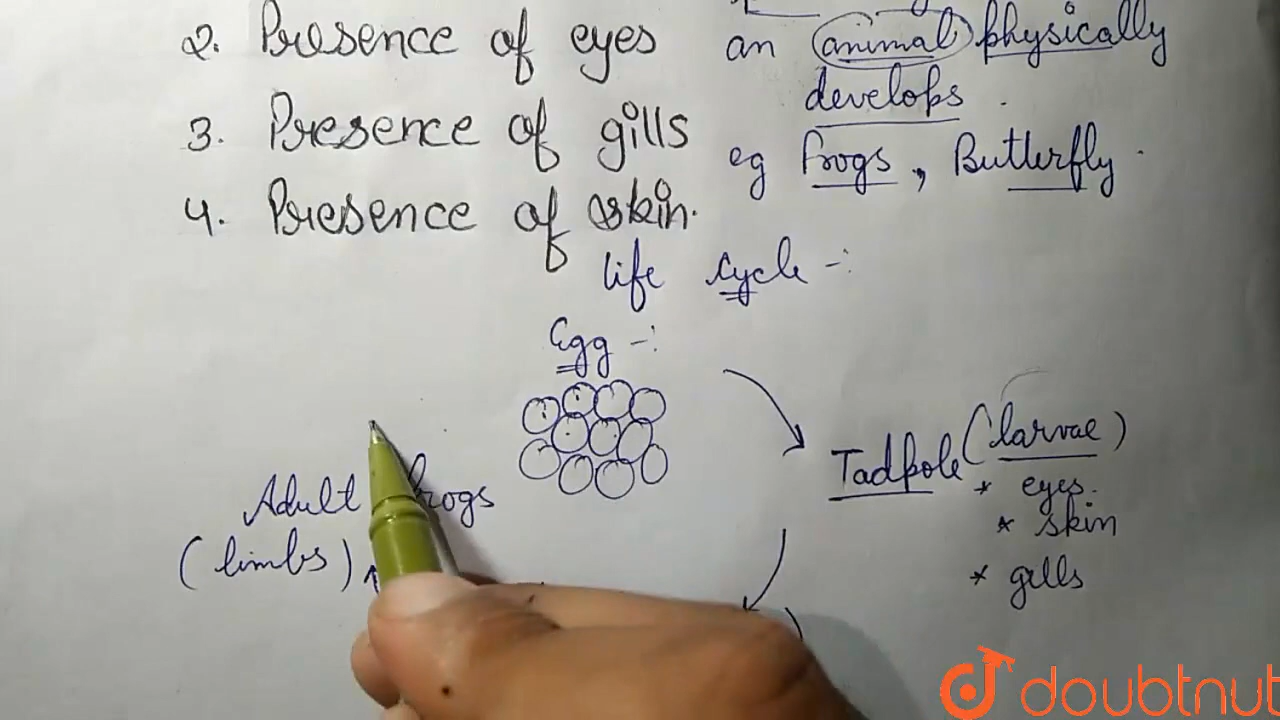 2. Presence of eyes
3. Presence of gills
4. Presence of skin.
an animal physically
develops.
eg frogs, Butterfly.
life cycle -:
Egg -:
Tadpole (larvae)
* eyes.
* skin
* gills
Adult frogs
(limbs)
doubtnut